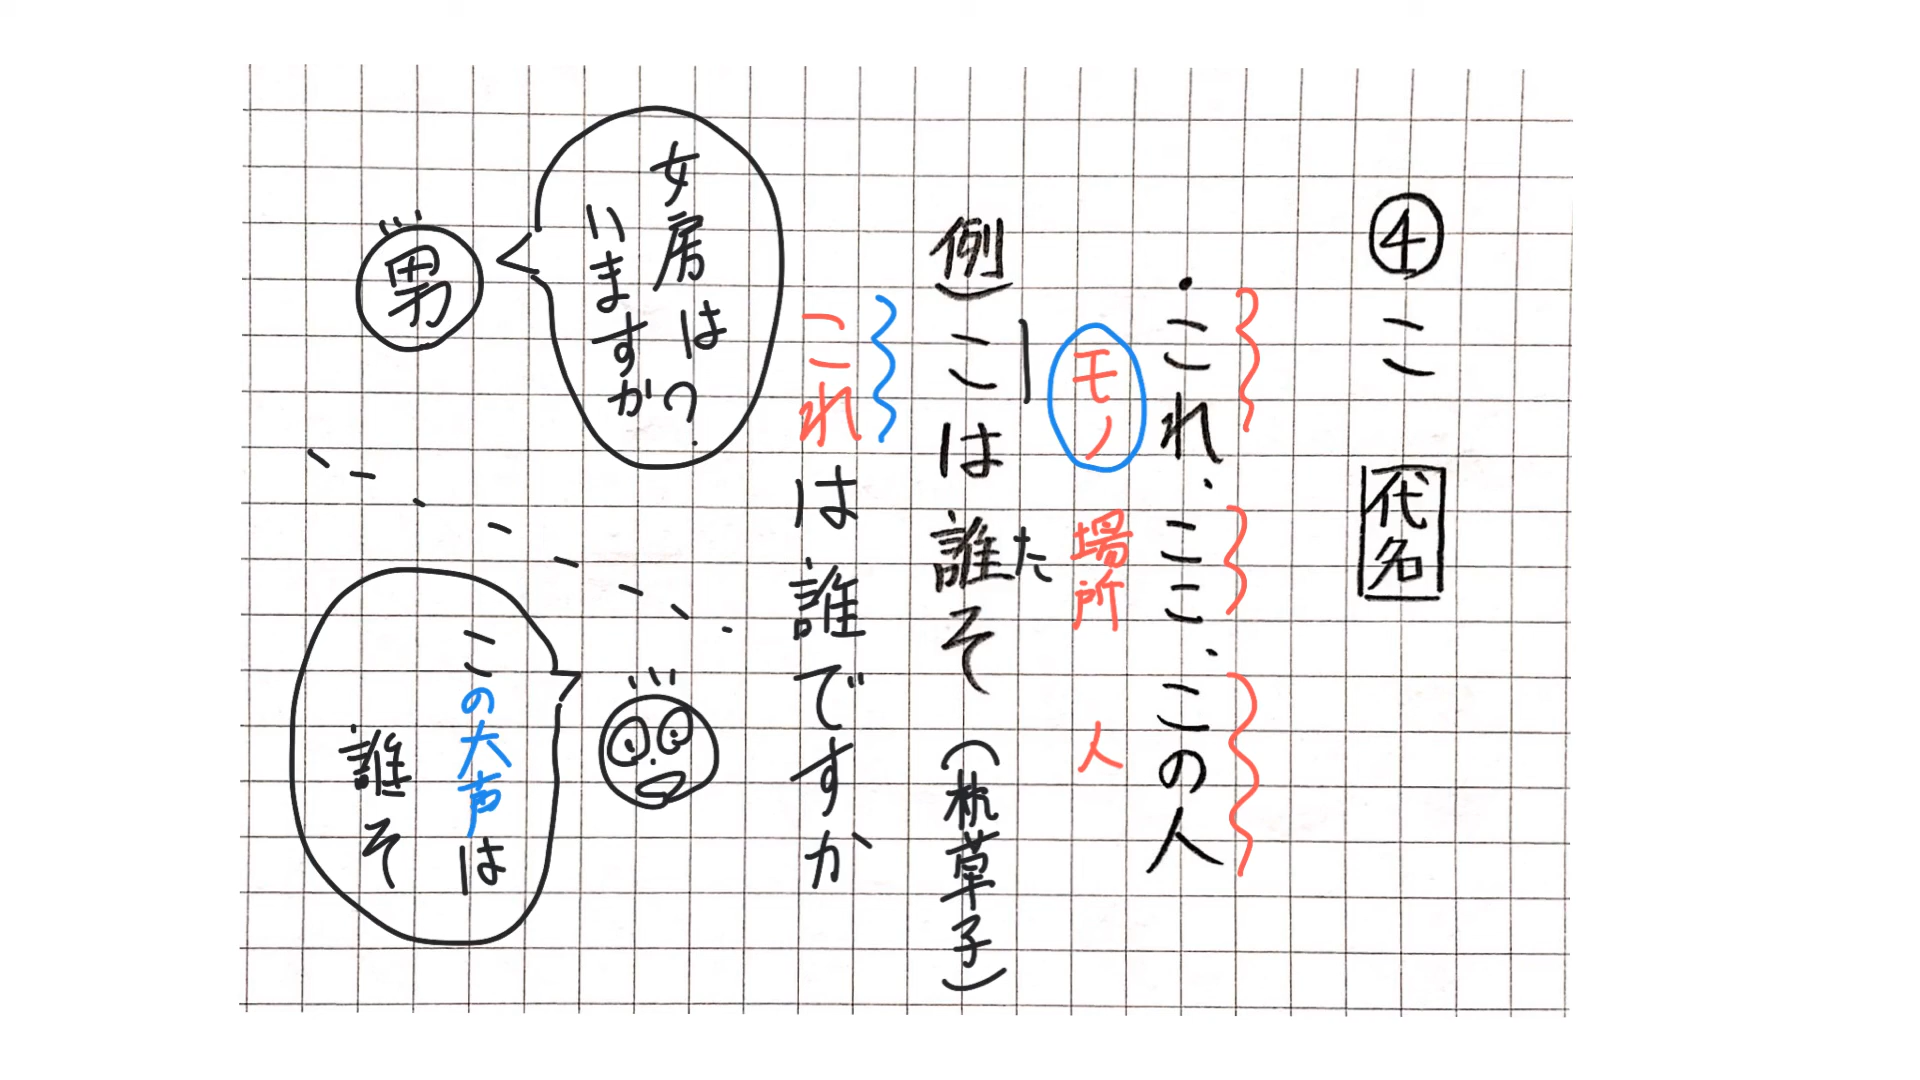 ④ こ 代名
・これ・ここ・この人
モノ 場所 人
例)こは誰そ(枕草子)
た
これは誰ですか
女房は?
いますか
男
この大声は
誰そ